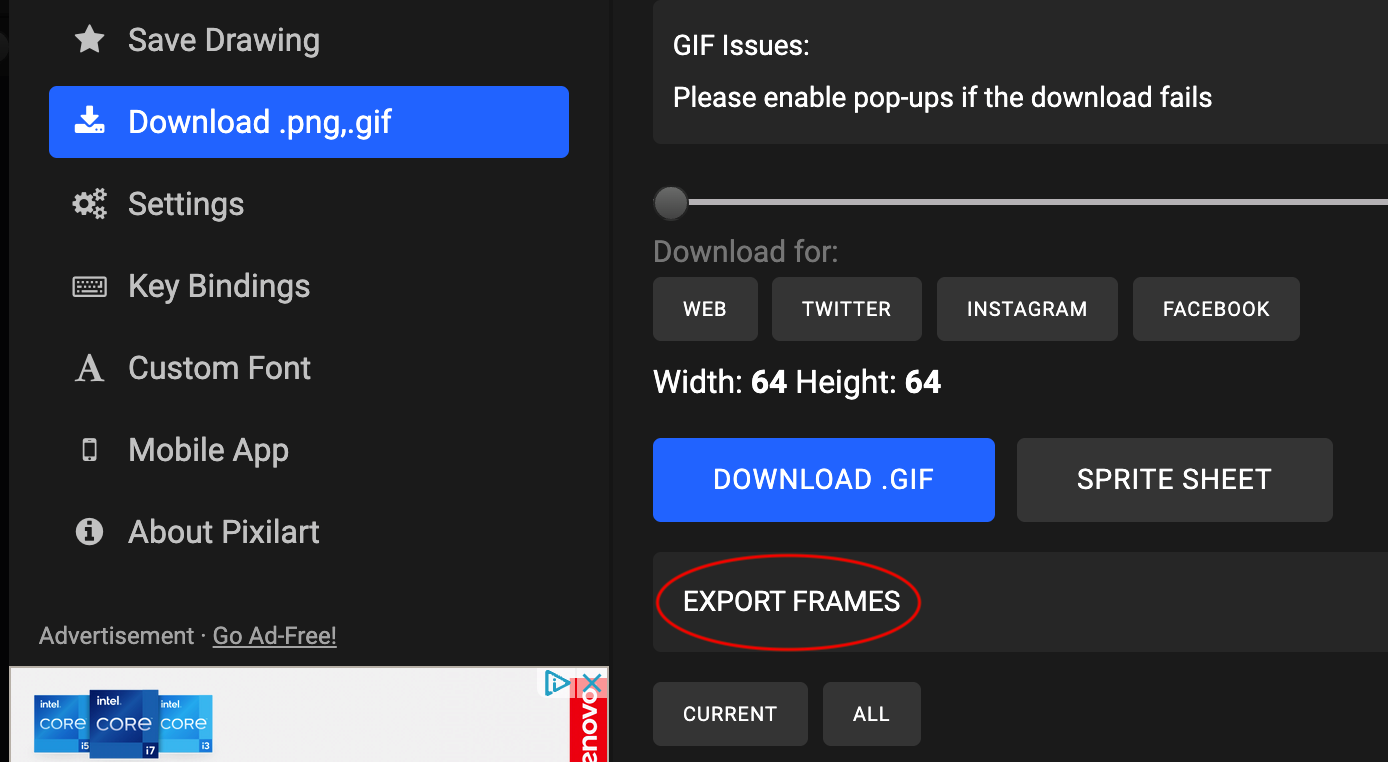 Save Drawing
Download .png,.gif
Settings
Key Bindings
Custom Font
Mobile App
About Pixilart
Advertisement · Go Ad-Free!
intel.
CORE
i5
intel.
CORE
i7
intel.
CORE
i3
enovo
GIF Issues:
Please enable pop-ups if the download fails
Download for:
WEB TWITTER INSTAGRAM FACEBOOK
Width: 64 Height: 64
DOWNLOAD .GIF SPRITE SHEET
EXPORT FRAMES
CURRENT ALL